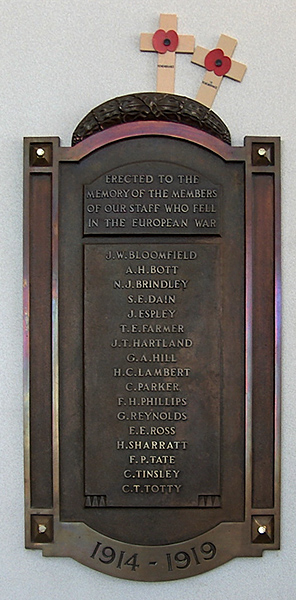 ERECTED TO THE
MEMORY OF THE MEMBERS
OF OUR STAFF WHO FELL
IN THE EUROPEAN WAR
J.W.BLOOMFIELD
A.H.BOTT
N.J.BRINDLEY
S.E.DAIN
J.ESPLEY
T.E.FARMER
J.T.HARTLAND
G.A.HILL
H.C.LAMBERT
C.PARKER
F.H.PHILLIPS
G.REYNOLDS
E.E.ROSS
H.SHARRATT
F.P.TATE
C.TINSLEY
C.T.TOTTY
1914 - 1919